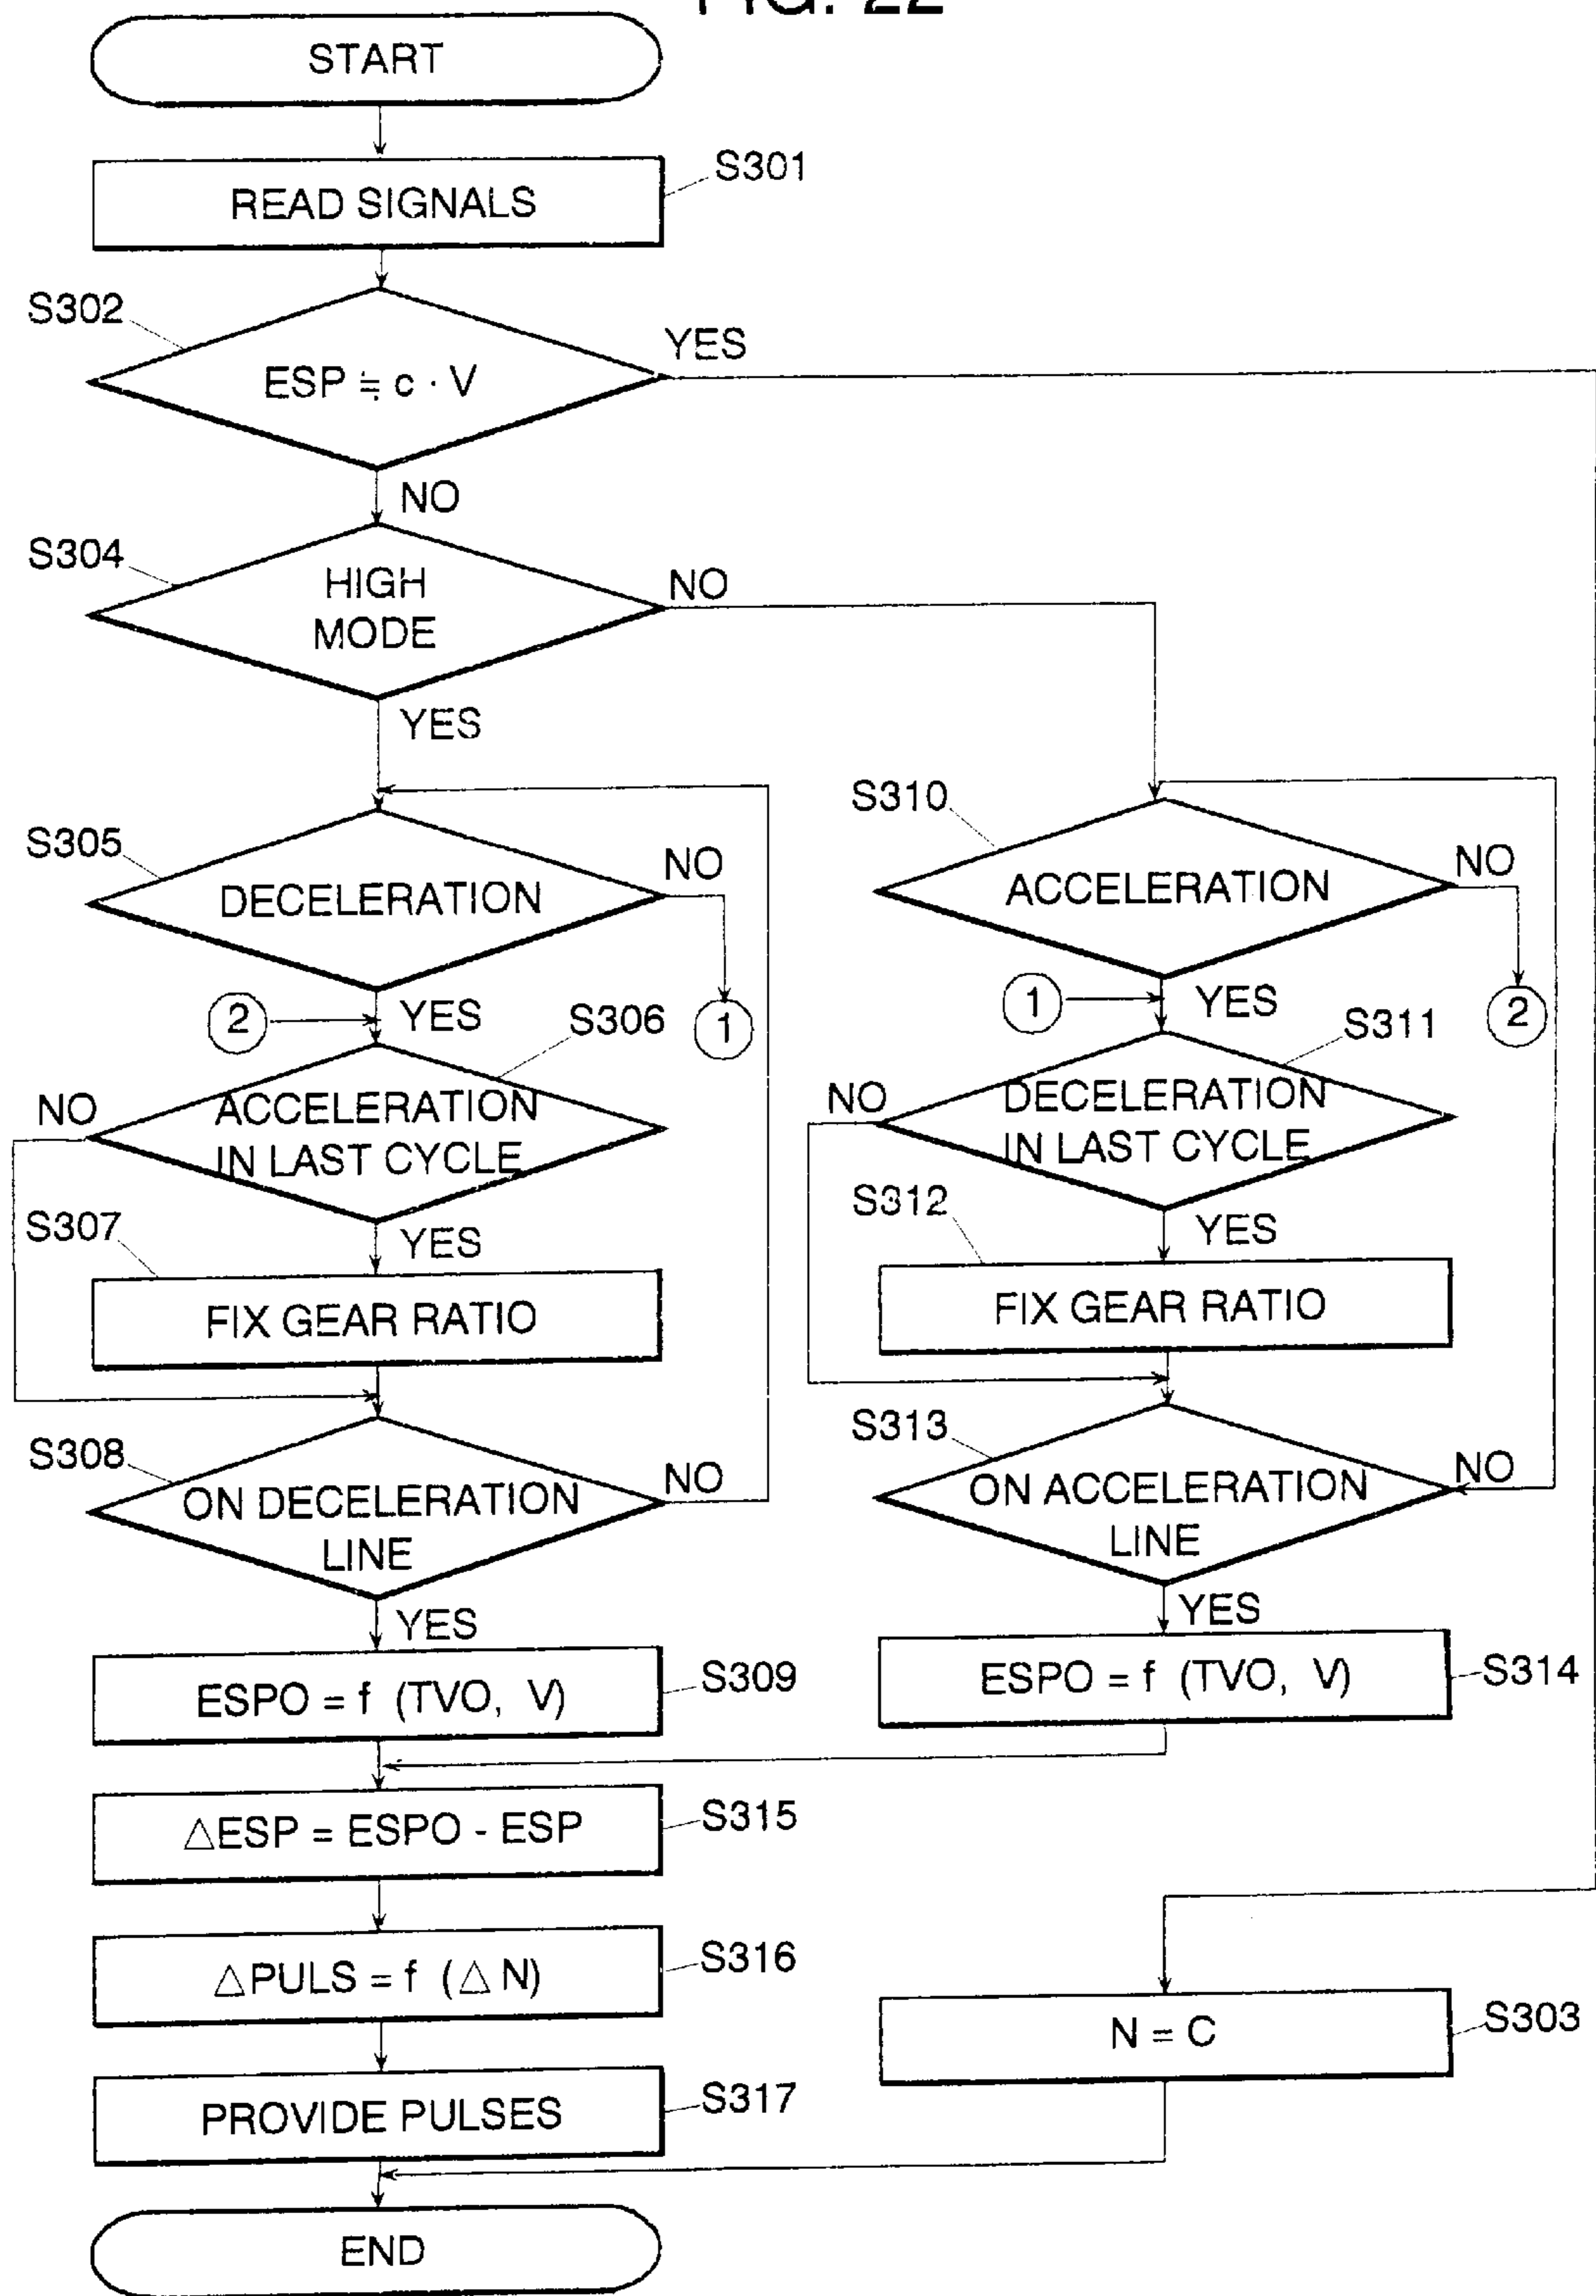 FIG. 22
START
READ SIGNALS
S301
S302
ESP ≒ c · V
YES
NO
S304
HIGH
MODE
NO
YES
S305
DECELERATION
NO
1
2
YES
S306
ACCELERATION
IN LAST CYCLE
NO
YES
S307
FIX GEAR RATIO
S308
ON DECELERATION
LINE
NO
YES
ESPO = f (TVO, V)
S309
S310
ACCELERATION
NO
2
1
YES
S311
DECELERATION
IN LAST CYCLE
NO
YES
S312
FIX GEAR RATIO
S313
ON ACCELERATION
LINE
NO
YES
ESPO = f (TVO, V)
S314
△ESP = ESPO - ESP
S315
△PULS = f (△ N)
S316
PROVIDE PULSES
S317
N = C
S303
END